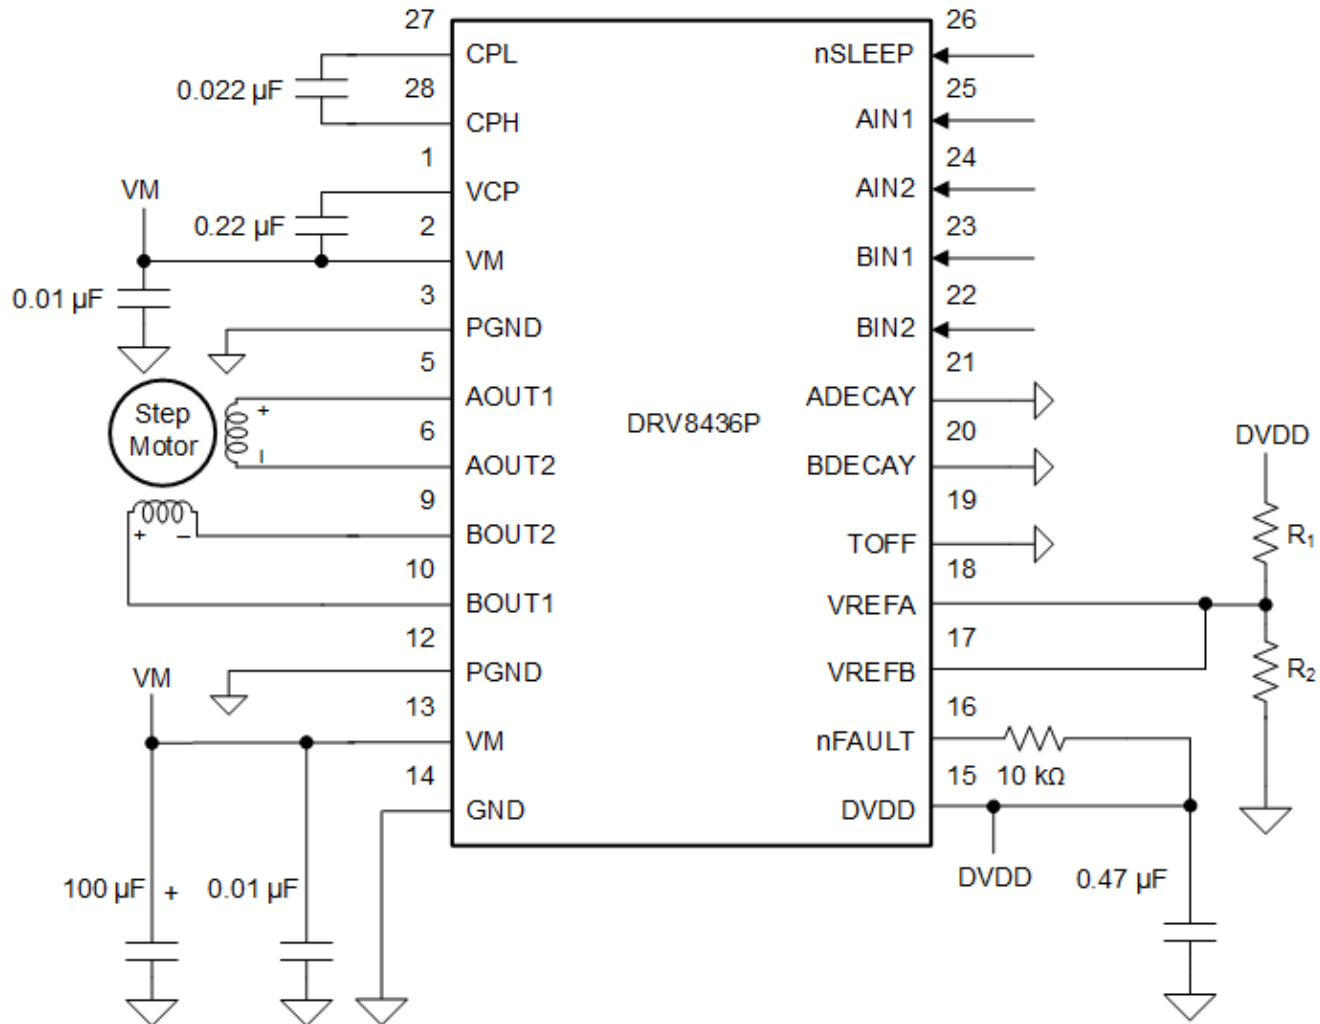 27
CPL
0.022 µF
28
CPH
1
VM
VCP
0.22 µF
2
VM
0.01 µF
3
PGND
5
Step
Motor
+
AOUT1
6
–
AOUT2
9
+ –
BOUT2
10
BOUT1
12
VM
PGND
13
VM
14
GND
100 µF +
0.01 µF
DRV8436P
26
nSLEEP
25
AIN1
24
AIN2
23
BIN1
22
BIN2
21
ADECAY
20
BDECAY
19
TOFF
18
VREFA
17
VREFB
16
nFAULT
10 kΩ
15
DVDD
DVDD
0.47 µF
DVDD
R₁
R₂